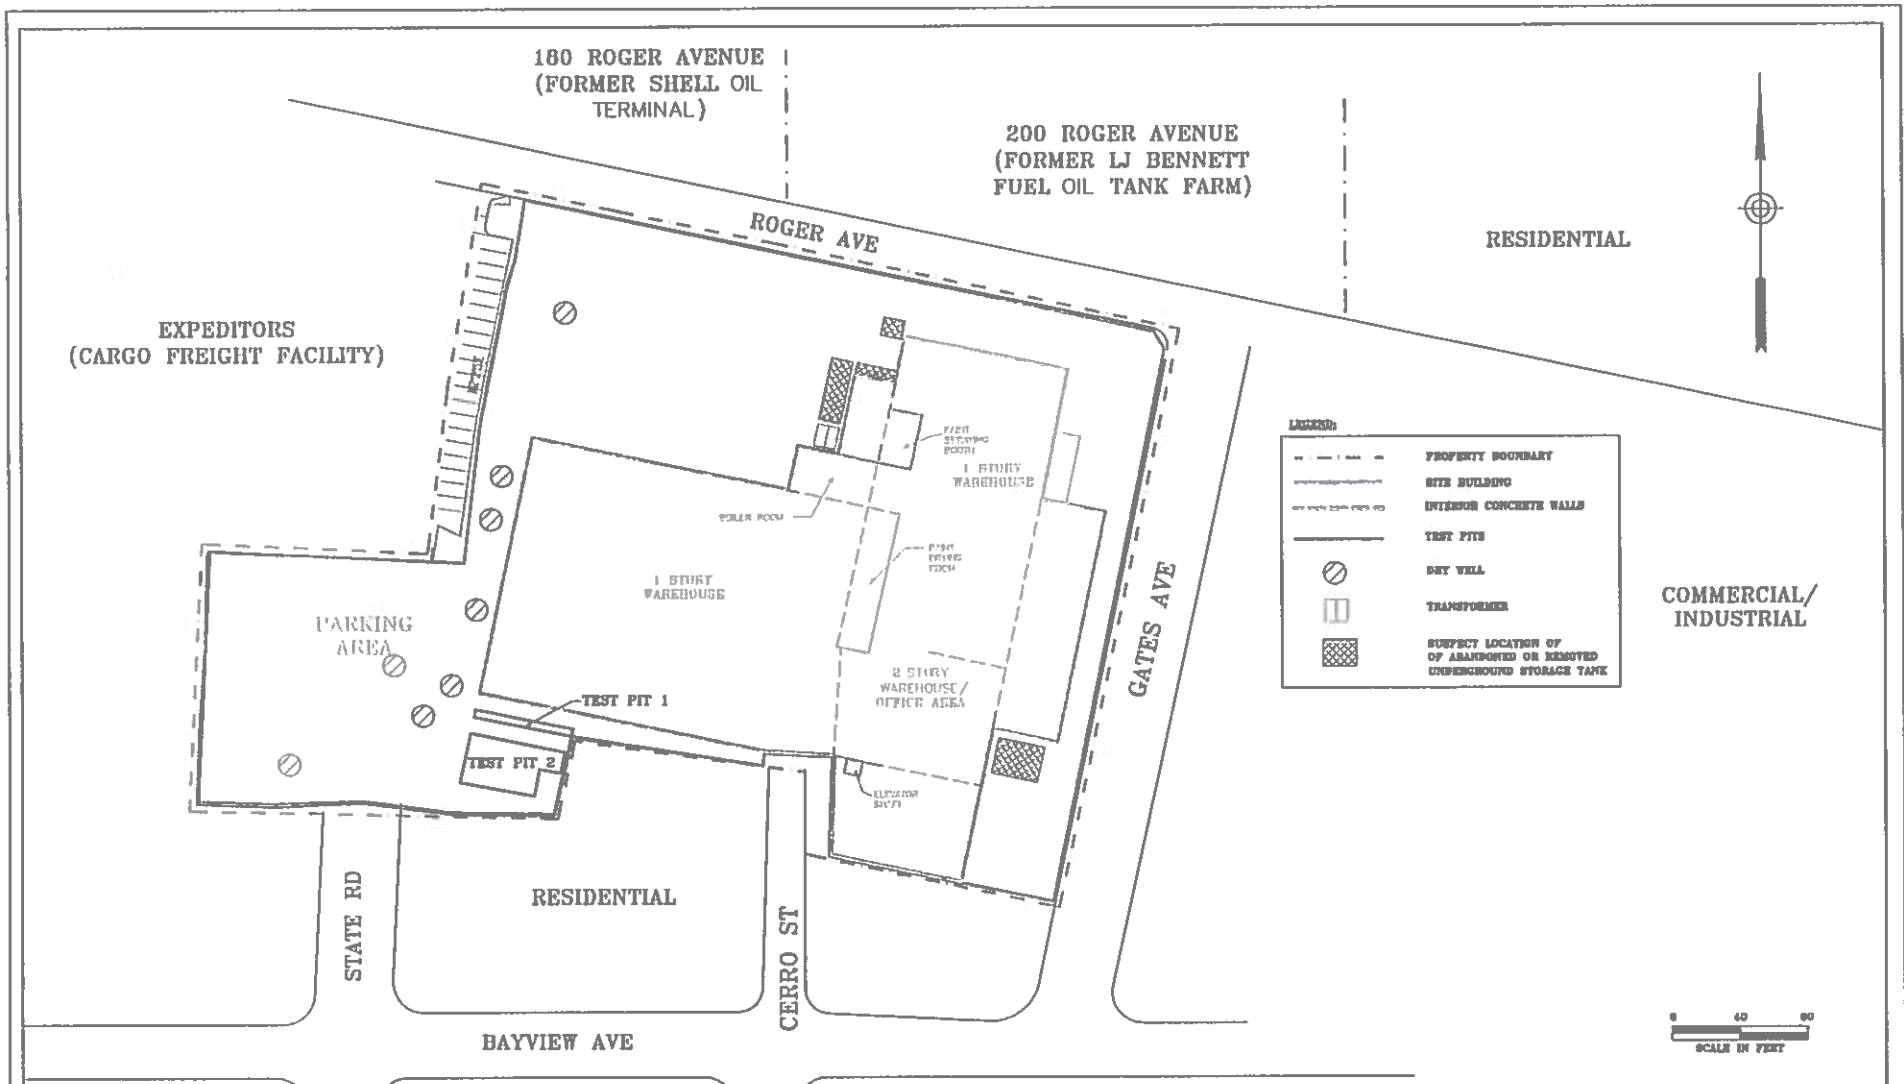 180 ROGER AVENUE
(FORMER SHELL OIL
TERMINAL)
200 ROGER AVENUE
(FORMER LJ BENNETT
FUEL OIL TANK FARM)
ROGER AVE
RESIDENTIAL
EXPEDITORS
(CARGO FREIGHT FACILITY)
1 STORY
WAREHOUSE
ROOM
1 STORY
WAREHOUSE
PARKING
AREA
2 STORY
WAREHOUSE/
OFFICE AREA
TEST PIT 1
TEST PIT 2
ELEVATOR
GATES AVE
LEGEND:
PROPERTY BOUNDARY
SITE BUILDING
INTERIOR CONCRETE WALLS
TEST PITS
DRY WELL
TRANSFORMER
SUSPECT LOCATION OF
OF ABANDONED OR REMOVED
UNDERGROUND STORAGE TANK
COMMERCIAL/
INDUSTRIAL
RESIDENTIAL
STATE RD
CERRO ST
BAYVIEW AVE
0 40 80
SCALE IN FEET